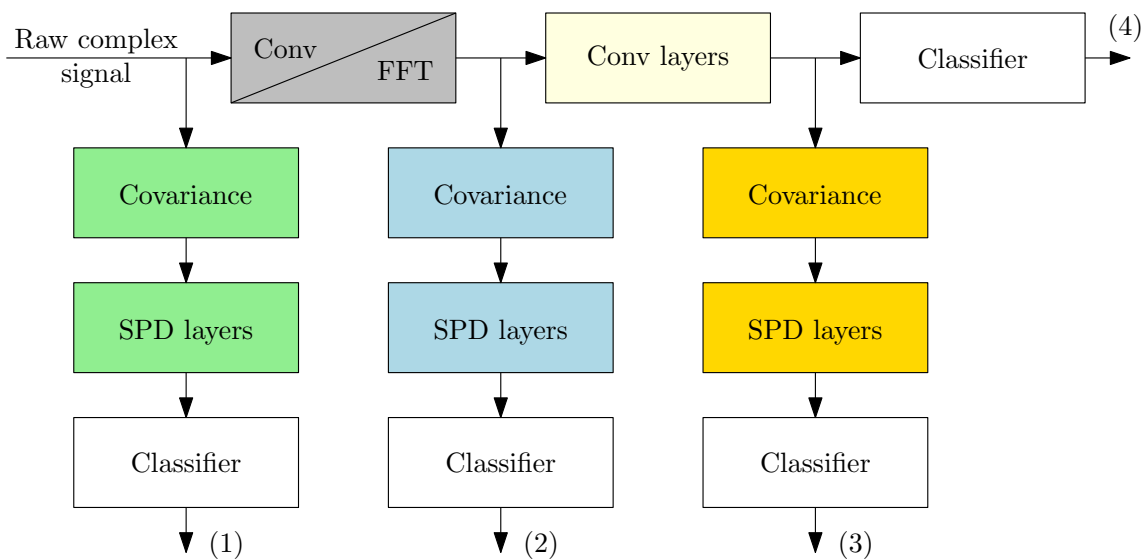 Raw complex
signal
Conv
FFT
Conv layers
Classifier
(4)
Covariance
Covariance
Covariance
SPD layers
SPD layers
SPD layers
Classifier
Classifier
Classifier
(1)
(2)
(3)